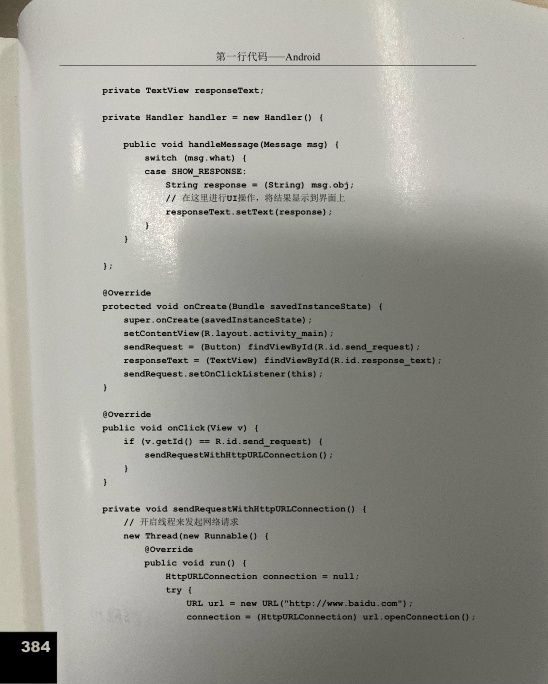 第一行代码——Android
private TextView responseText;
private Handler handler = new Handler() {
public void handleMessage(Message msg) {
switch (msg.what) {
case SHOW_RESPONSE:
String response = (String) msg.obj;
// 在这里进行UI操作，将结果显示到界面上
responseText.setText(response);
}
}
};
@Override
protected void onCreate(Bundle savedInstanceState) {
super.onCreate(savedInstanceState);
setContentView(R.layout.activity_main);
sendRequest = (Button) findViewById(R.id.send_request);
responseText = (TextView) findViewById(R.id.response_text);
sendRequest.setOnClickListener(this);
}
@Override
public void onClick(View v) {
if (v.getId() == R.id.send_request) {
sendRequestWithHttpURLConnection();
}
}
private void sendRequestWithHttpURLConnection() {
// 开启线程来发起网络请求
new Thread(new Runnable() {
@Override
public void run() {
HttpURLConnection connection = null;
try {
URL url = new URL("http://www.baidu.com");
connection = (HttpURLConnection) url.openConnection();
384